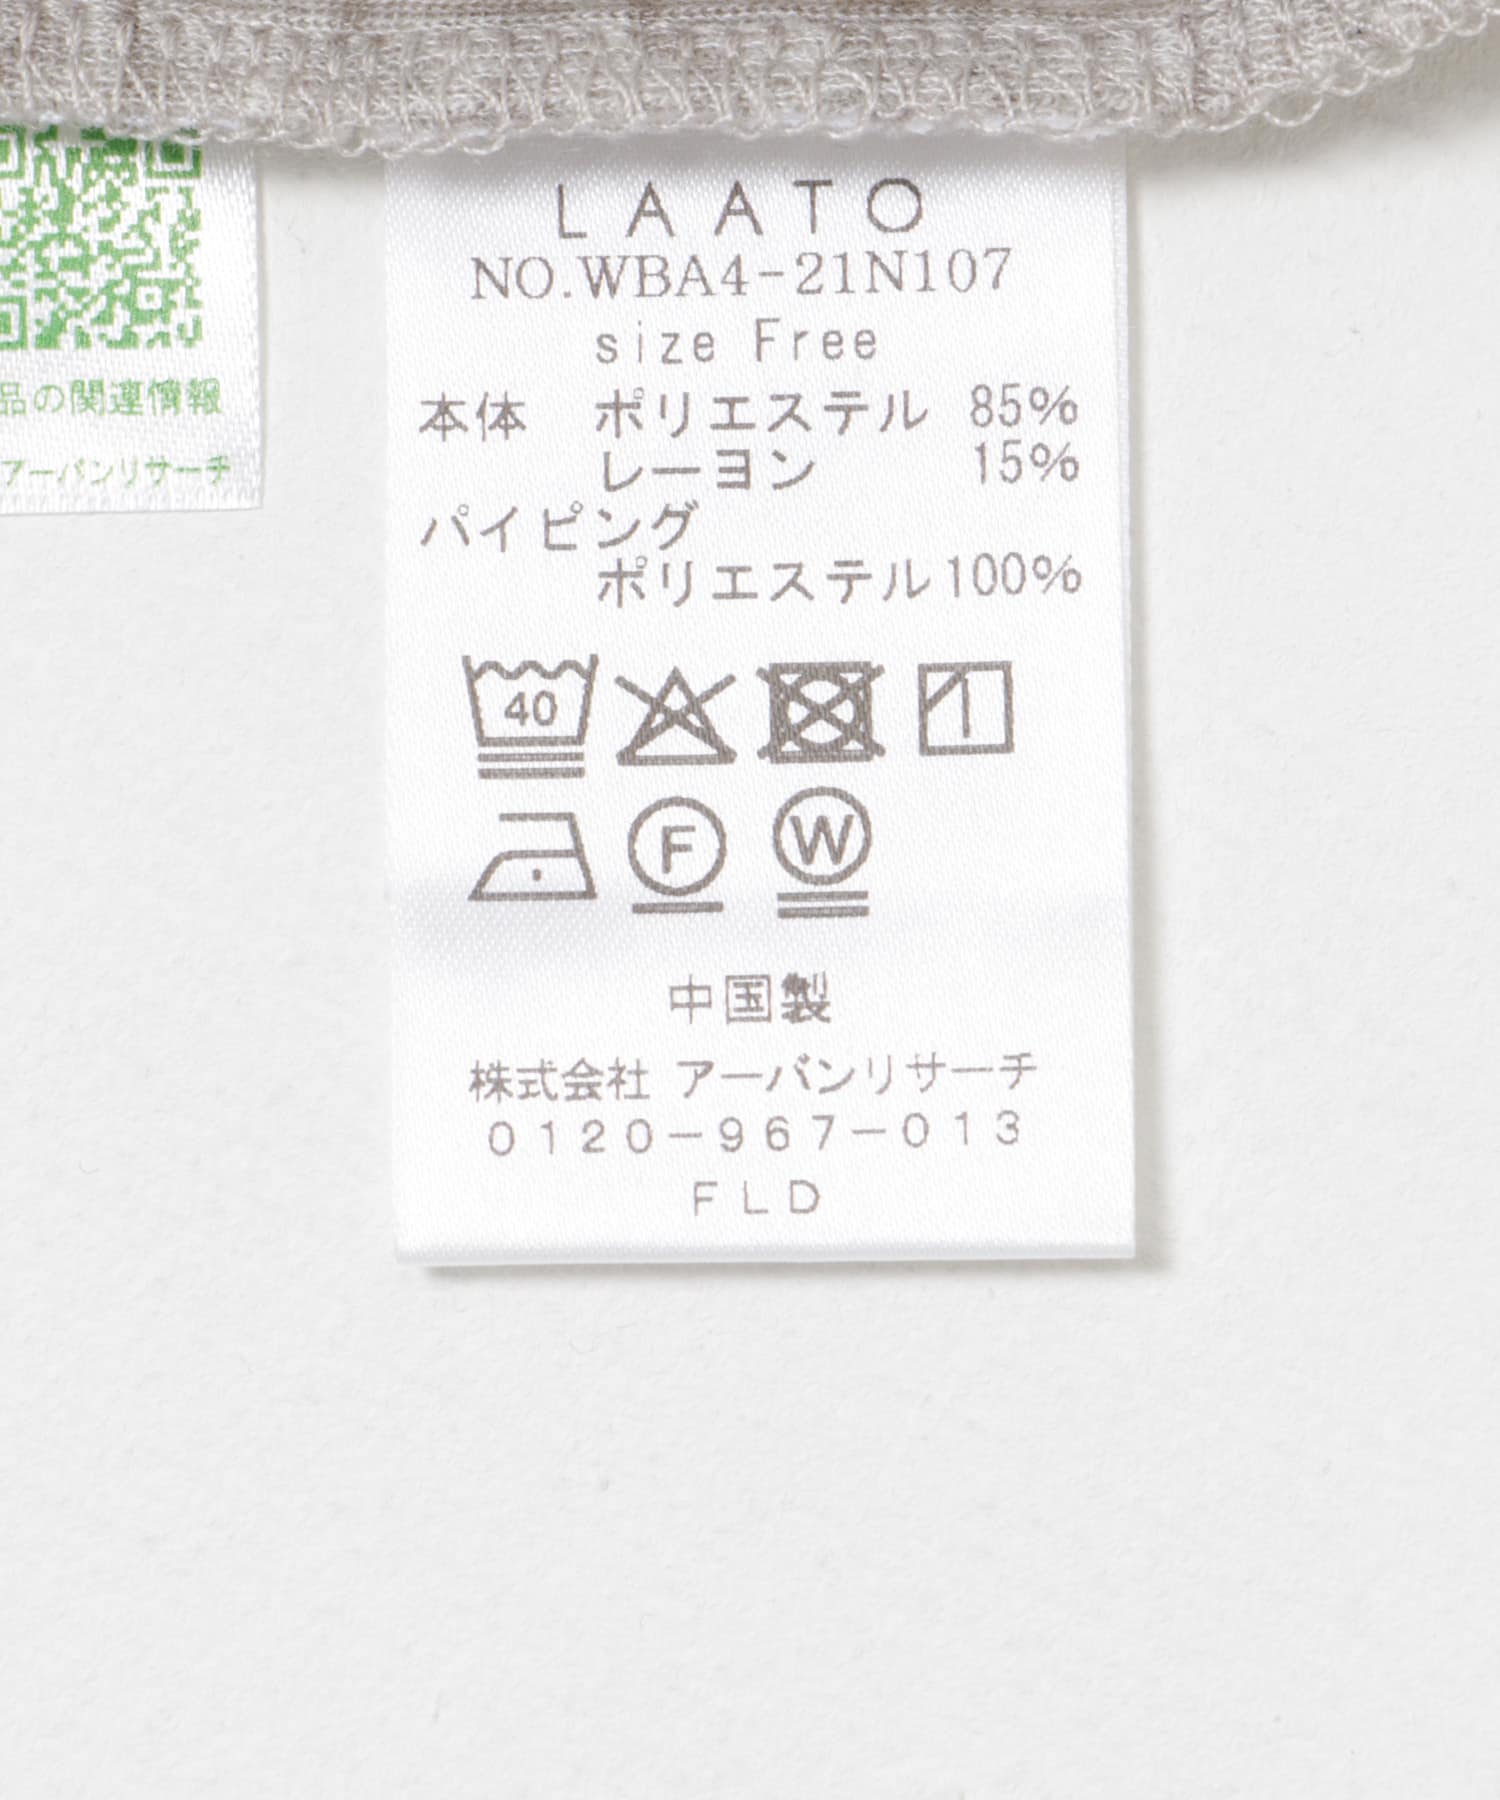 LAATO
NO.WBA4-21N107
size Free
本体 ポリエステル 85%
レーヨン 15%
パイピング
ポリエステル100%
40
F
W
中国製
株式会社 アーバンリサーチ
0120-967-013
FLD
品の関連情報
アーバンリサーチ